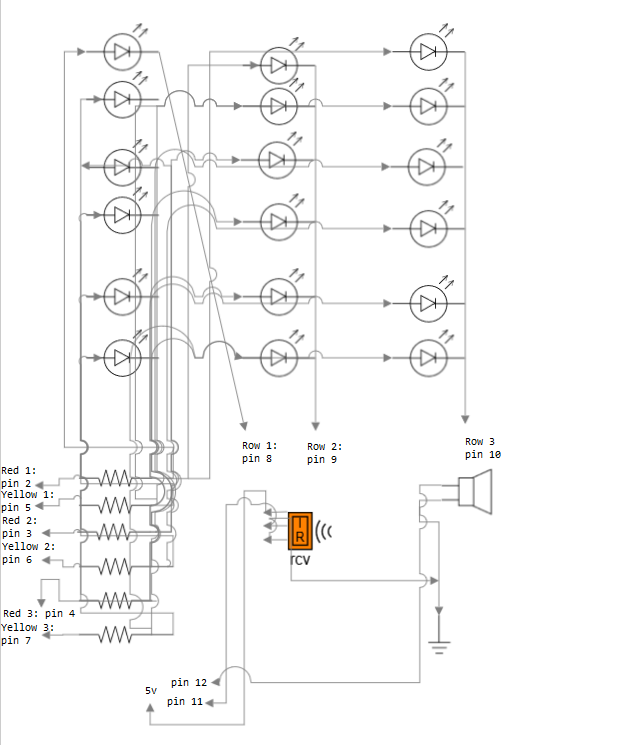 Row 1:
pin 8
Row 2:
pin 9
Row 3
pin 10
Red 1:
pin 2
Yellow 1:
pin 5
Red 2:
pin 3
Yellow 2:
pin 6
Red 3: pin 4
Yellow 3:
pin 7
I
R
rcv
5v
pin 12
pin 11